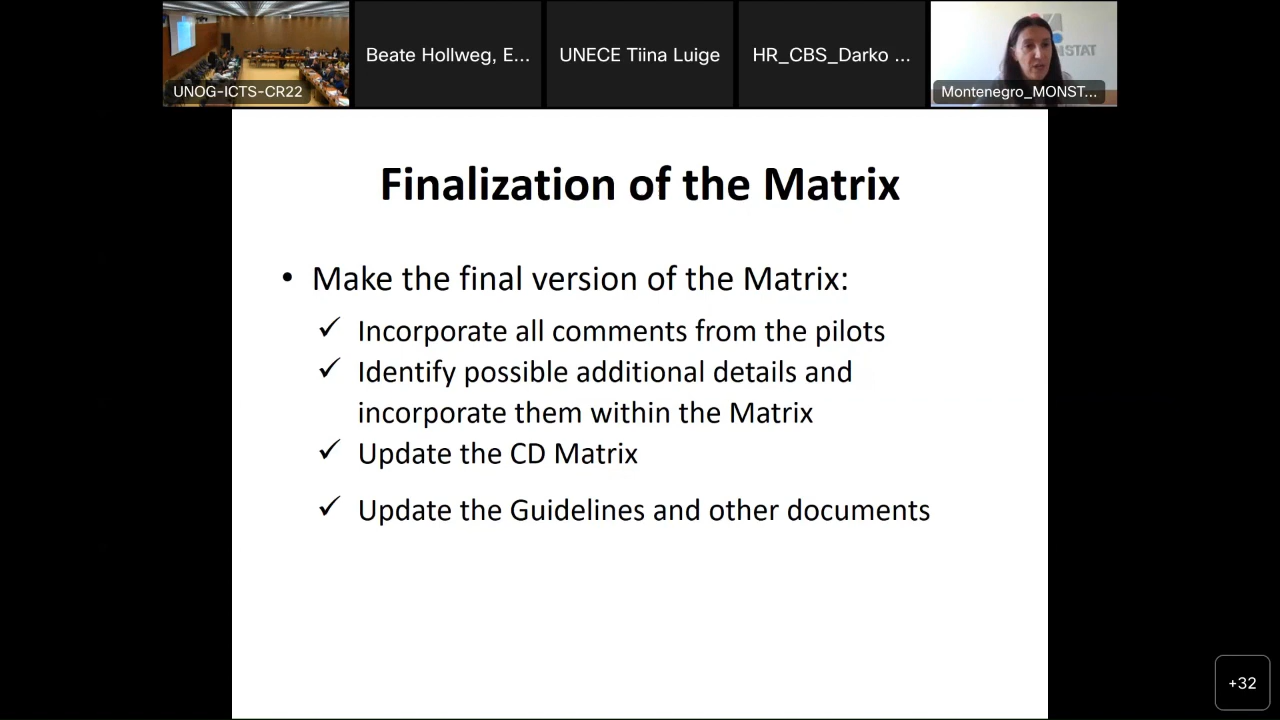 UNOG-ICTS-CR22
Beate Hollweg, E...
UNECE Tiina Luige
HR_CBS_Darko ...
STAT
Montenegro_MONST...
Finalization of the Matrix
• Make the final version of the Matrix:
✓ Incorporate all comments from the pilots
✓ Identify possible additional details and
incorporate them within the Matrix
✓ Update the CD Matrix
✓ Update the Guidelines and other documents
+32